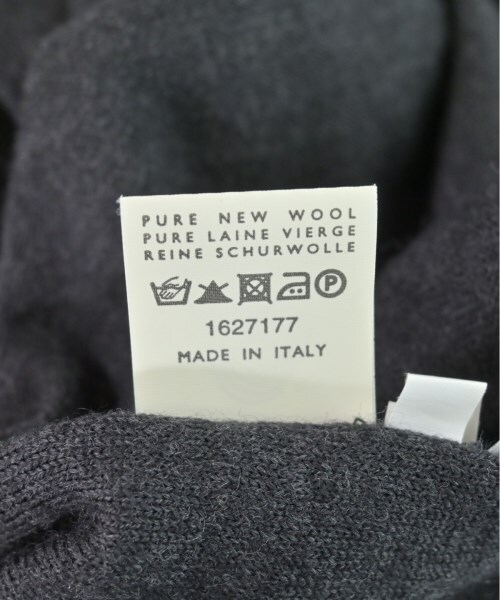 PURE NEW WOOL
PURE LAINE VIERGE
REINE SCHURWOLLE
P
1627177
MADE IN ITALY